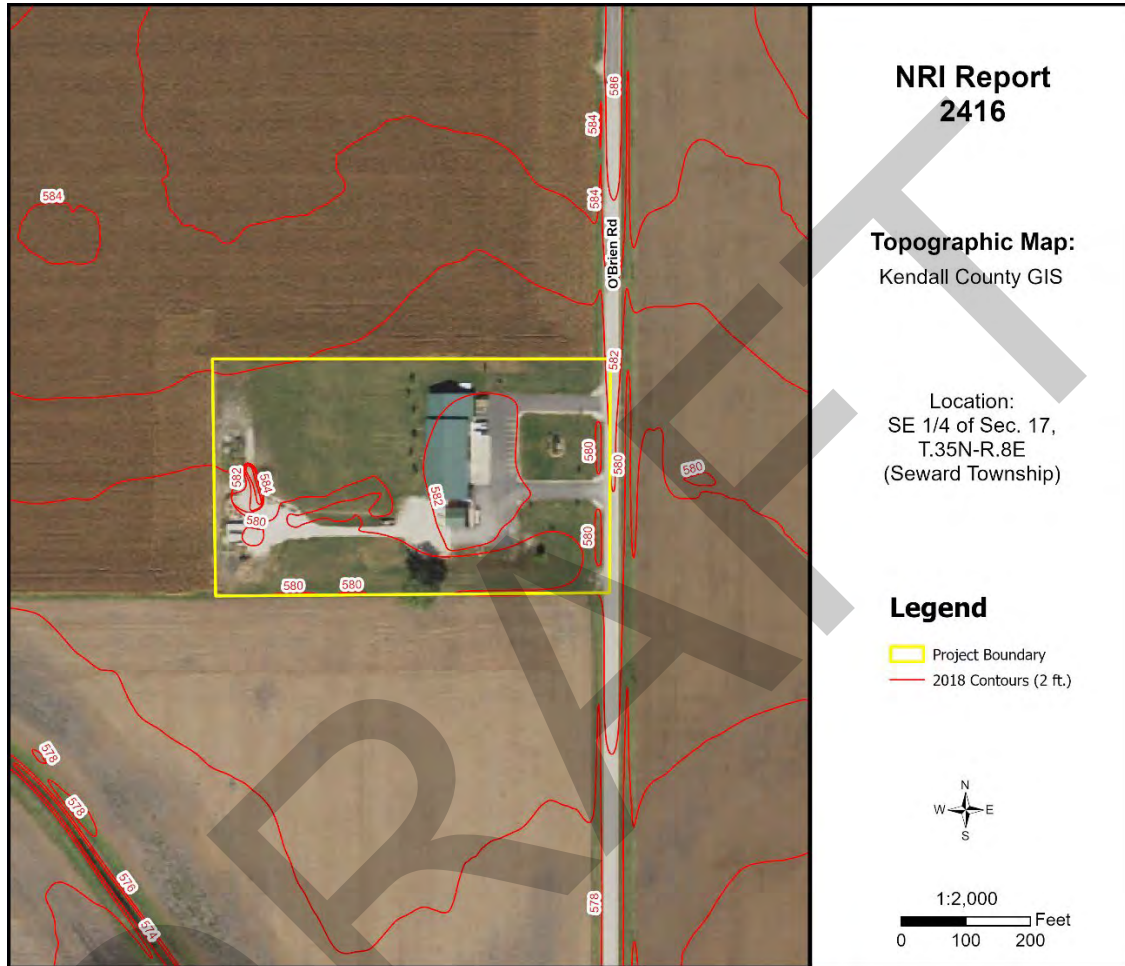 NRI Report
2416
Topographic Map:
Kendall County GIS
Location:
SE 1/4 of Sec. 17,
T.35N-R.8E
(Seward Township)
Legend
Project Boundary
2018 Contours (2 ft.)
N
W E
S
1:2,000
Feet
0 100 200
586
584
584
584
O'Brien Rd
582
580
580
580
582
584
582
580
580
580
580
578
578
578
576
574
DRAFT